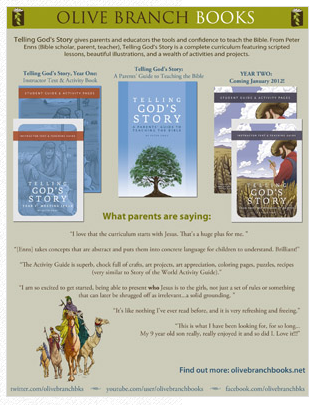 OLIVE BRANCH BOOKS
Telling God's Story gives parents and educators the tools and confidence to teach the Bible. From Peter
Enns (Bible scholar, parent, teacher), Telling God's Story is a complete curriculum featuring scripted
lessons, beautiful illustrations, and a wealth of activities and projects.
Telling God's Story, Year One:
Instructor Text & Activity Book
Telling God's Story:
A Parents' Guide to Teaching the Bible
YEAR TWO:
Coming January 2012!
STUDENT GUIDE & ACTIVITY PAGES
INSTRUCTOR TEXT & TEACHING GUIDE
TELLING
GOD'S
STORY
TELLING
GOD'S
STORY
A PARENTS' GUIDE TO
TEACHING THE BIBLE
STUDENT GUIDE & ACTIVITY PAGES
INSTRUCTOR TEXT & TEACHING GUIDE
TELLING
GOD'S
STORY
What parents are saying:
"I love that the curriculum starts with Jesus. That's a huge plus for me. "
"[Enns] takes concepts that are abstract and puts them into concrete language for children to understand. Brilliant!"
"The Activity Guide is superb, chock full of crafts, art projects, art appreciation, coloring pages, puzzles, recipes
(very similar to Story of the World Activity Guide)."
"I am so excited to get started, being able to present who Jesus is to the girls, not just a set of rules or something
that can later be shrugged off as irrelevant...a solid grounding. "
"It's like nothing I've ever read before, and it is very refreshing and freeing."
"This is what I have been looking for, for so long...
My 9 year old son really, really enjoyed it and so did I. Love it!!!"
Find out more: olivebranchbooks.net
twitter.com/olivebranchbks
youtube.com/user/olivebranchbooks
facebook.com/olivebranchbks